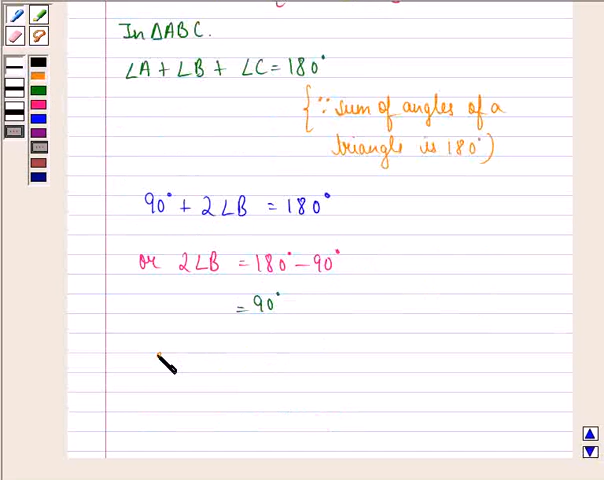 In ΔABC.
∠A + ∠B + ∠C = 180°
{∵ sum of angles of a
triangle is 180°)
90° + 2∠B = 180°
or 2∠B = 180° - 90°
= 90°